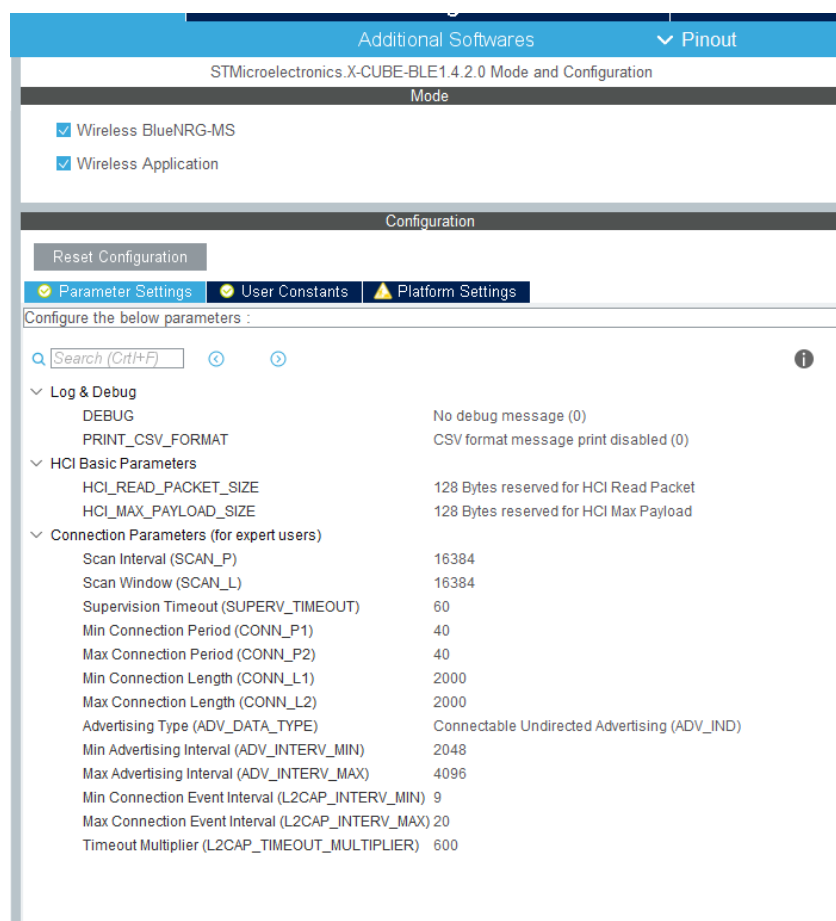 Additional Softwares Pinout
STMicroelectronics.X-CUBE-BLE1.4.2.0 Mode and Configuration
Mode
Wireless BlueNRG-MS
Wireless Application
Configuration
Reset Configuration
Parameter Settings User Constants Platform Settings
Configure the below parameters :
Search (Crtl+F)
Log & Debug
DEBUG No debug message (0)
PRINT_CSV_FORMAT CSV format message print disabled (0)
HCI Basic Parameters
HCI_READ_PACKET_SIZE 128 Bytes reserved for HCI Read Packet
HCI_MAX_PAYLOAD_SIZE 128 Bytes reserved for HCI Max Payload
Connection Parameters (for expert users)
Scan Interval (SCAN_P) 16384
Scan Window (SCAN_L) 16384
Supervision Timeout (SUPERV_TIMEOUT) 60
Min Connection Period (CONN_P1) 40
Max Connection Period (CONN_P2) 40
Min Connection Length (CONN_L1) 2000
Max Connection Length (CONN_L2) 2000
Advertising Type (ADV_DATA_TYPE) Connectable Undirected Advertising (ADV_IND)
Min Advertising Interval (ADV_INTERV_MIN) 2048
Max Advertising Interval (ADV_INTERV_MAX) 4096
Min Connection Event Interval (L2CAP_INTERV_MIN) 9
Max Connection Event Interval (L2CAP_INTERV_MAX) 20
Timeout Multiplier (L2CAP_TIMEOUT_MULTIPLIER) 600